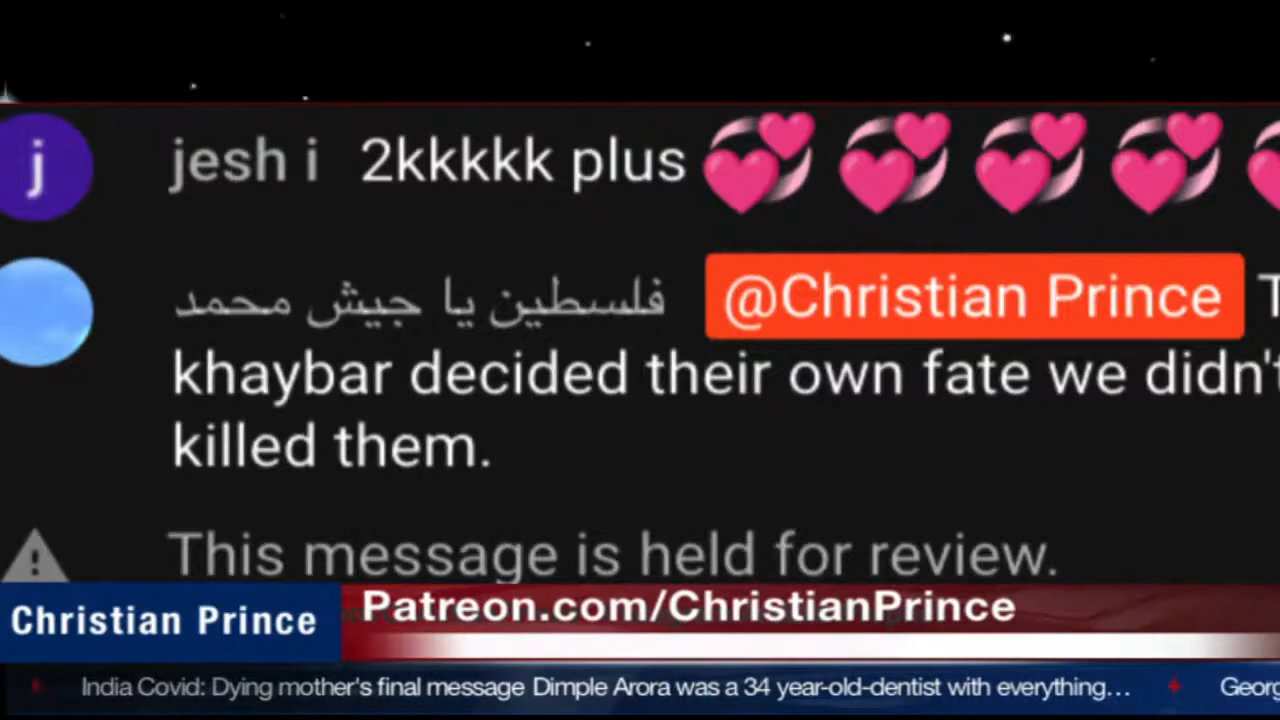 j
jesh i 2kkkkk plus 💞 💞 💞 💞
فلسطين يا جيش محمد @Christian Prince T
khaybar decided their own fate we didn't
killed them.
This message is held for review.
Christian Prince
Patreon.com/ChristianPrince
India Covid: Dying mother's final message Dimple Arora was a 34 year-old-dentist with everything… Georg